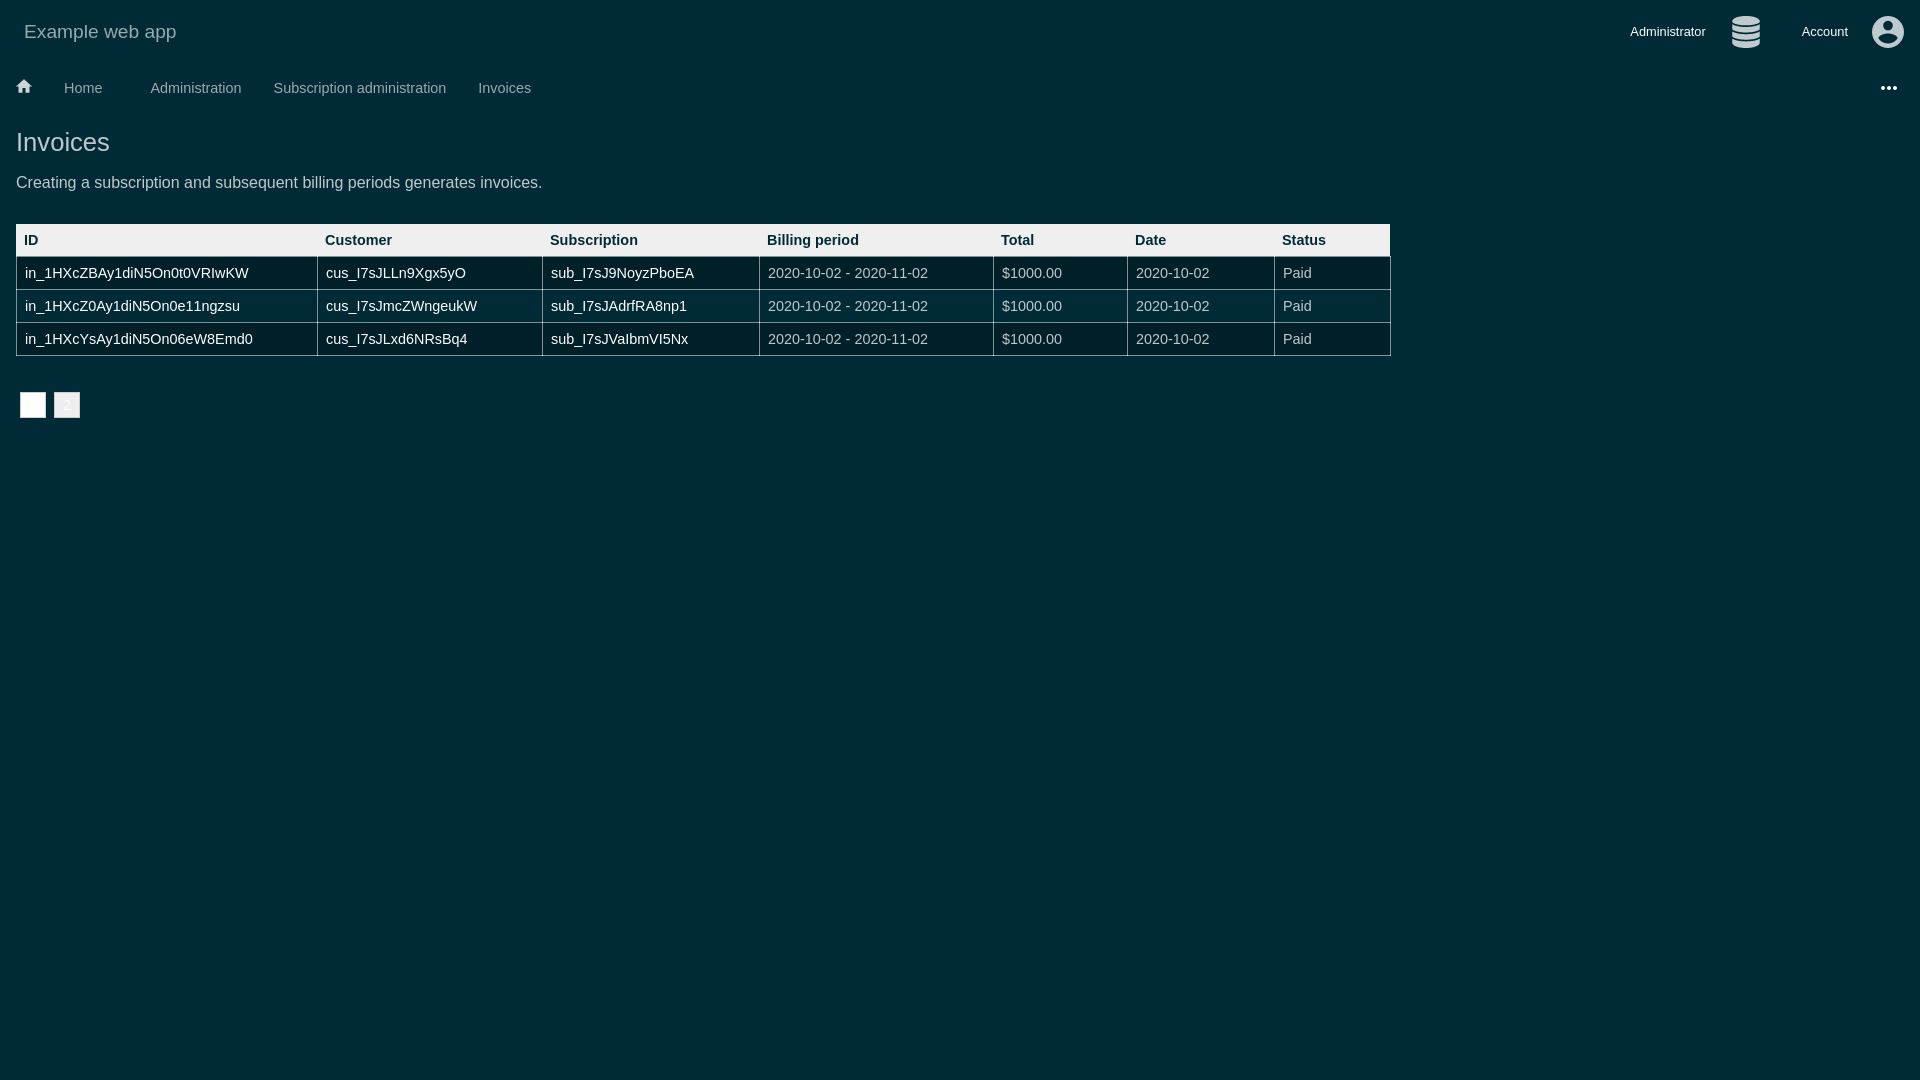 Example web app
Administrator
Account
Home
Administration
Subscription administration
Invoices
Invoices
Creating a subscription and subsequent billing periods generates invoices.
ID Customer Subscription Billing period Total Date Status
in_1HXcZBAy1diN5On0t0VRIwKW cus_I7sJLLn9Xgx5yO sub_I7sJ9NoyzPboEA 2020-10-02 - 2020-11-02 $1000.00 2020-10-02 Paid
in_1HXcZ0Ay1diN5On0e11ngzsu cus_I7sJmcZWngeukW sub_I7sJAdrfRA8np1 2020-10-02 - 2020-11-02 $1000.00 2020-10-02 Paid
in_1HXcYsAy1diN5On06eW8Emd0 cus_I7sJLxd6NRsBq4 sub_I7sJVaIbmVI5Nx 2020-10-02 - 2020-11-02 $1000.00 2020-10-02 Paid
2